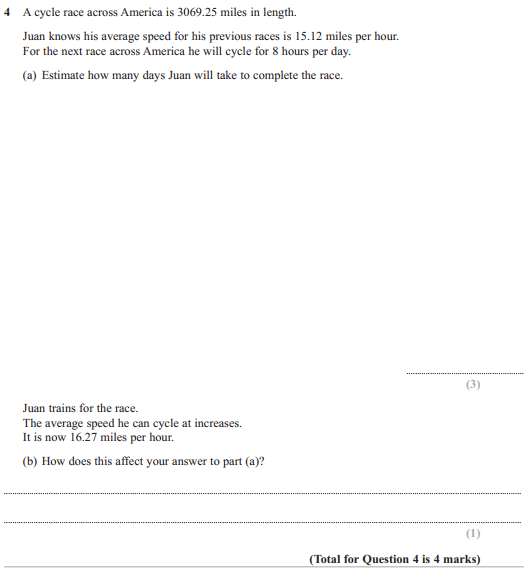 4 A cycle race across America is 3069.25 miles in length.
Juan knows his average speed for his previous races is 15.12 miles per hour.
For the next race across America he will cycle for 8 hours per day.
(a) Estimate how many days Juan will take to complete the race.
(3)
Juan trains for the race.
The average speed he can cycle at increases.
It is now 16.27 miles per hour.
(b) How does this affect your answer to part (a)?
(1)
(Total for Question 4 is 4 marks)